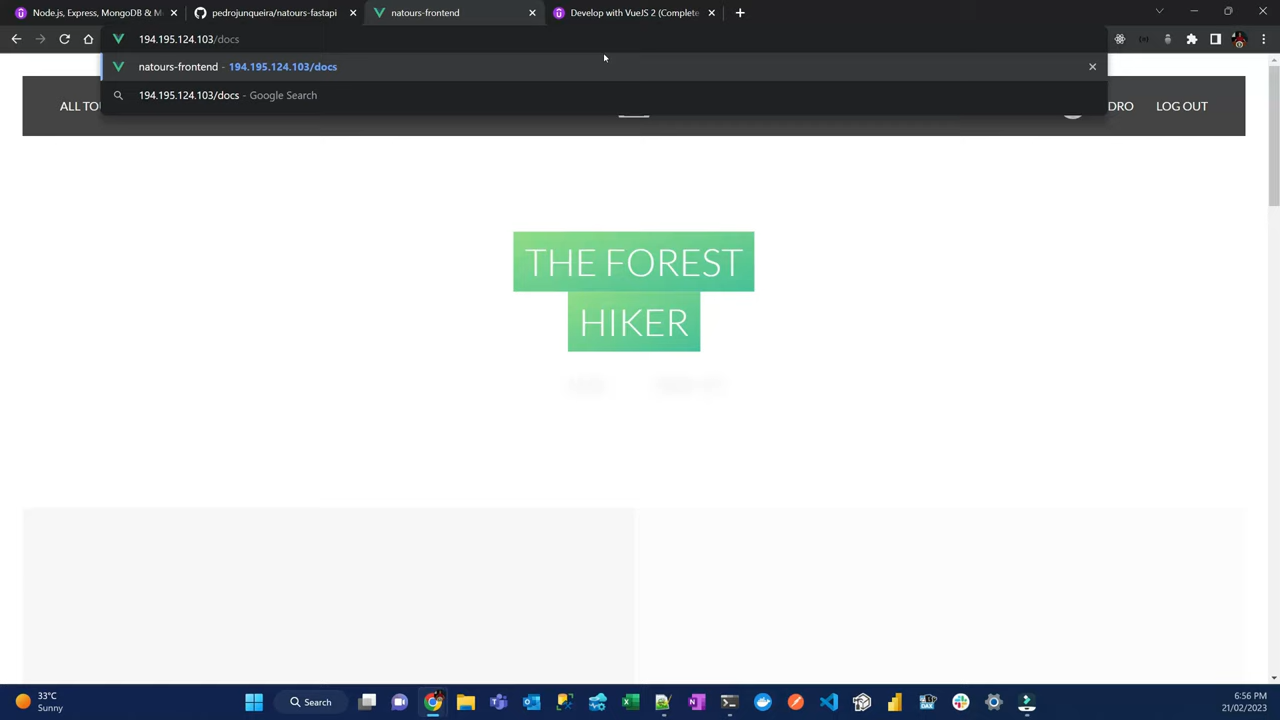 Node.js, Express, MongoDB & M
pedrojunqueira/natours-fastapi
natours-frontend
Develop with VueJS 2 (Complete
194.195.124.103/docs
natours-frontend - 194.195.124.103/docs
194.195.124.103/docs - Google Search
ALL TOU
DRO
LOG OUT
THE FOREST
HIKER
33°C
Sunny
Search
6:56 PM
21/02/2023